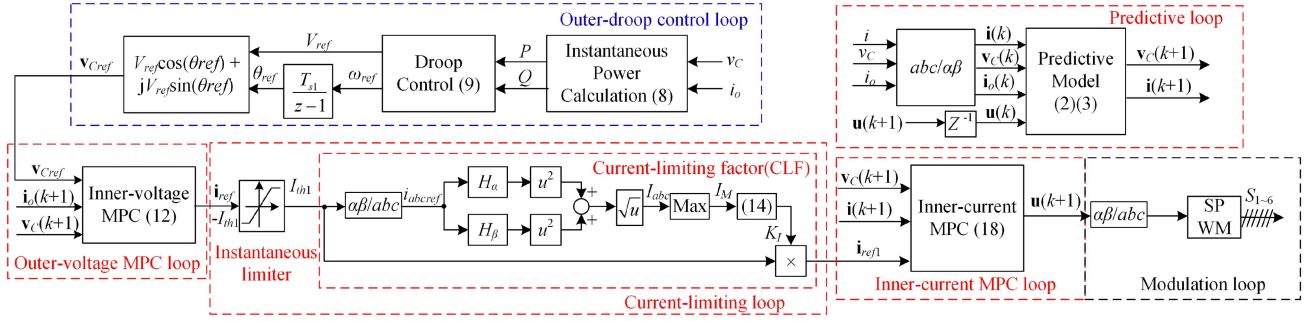 Outer-droop control loop
v_Cref
V_ref cos(θref) +
jV_ref sin(θref)
V_ref
θ_ref
T_s1
z−1
ω_ref
Droop
Control (9)
P
Q
Instantaneous
Power
Calculation (8)
v_C
i_o
Predictive loop
i
v_C
i_o
abc/αβ
i(k)
v_C(k)
i_o(k)
u(k+1)
Z^-1
u(k)
Predictive
Model
(2)(3)
v_C(k+1)
i(k+1)
v_Cref
i_o(k+1)
v_C(k+1)
Inner-voltage
MPC (12)
Outer-voltage MPC loop
i_ref
I_th1
-I_th1
Instantaneous
limiter
Current-limiting factor(CLF)
αβ/abc
i_abcref
H_α
u^2
H_β
u^2
+
+
√u
I_abc
Max
I_M
(14)
K_I
×
Current-limiting loop
v_C(k+1)
i(k+1)
i_ref1
Inner-current
MPC (18)
Inner-current MPC loop
u(k+1)
αβ/abc
SP
WM
S_1~6
Modulation loop